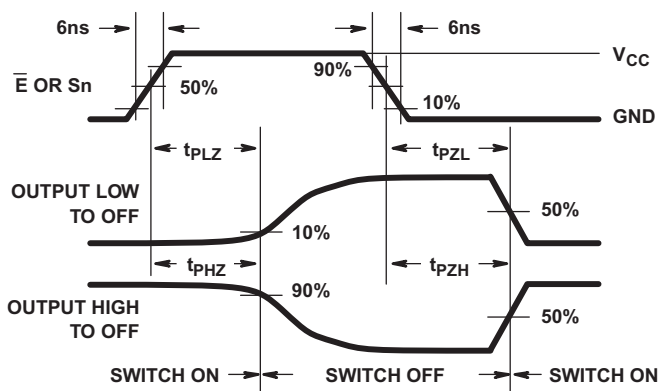 6ns
6ns
VCC
90%
E̅ OR Sn
50%
10%
GND
tPLZ
tPZL
OUTPUT LOW
TO OFF
50%
10%
tPHZ
tPZH
90%
OUTPUT HIGH
TO OFF
50%
SWITCH ON
SWITCH OFF
SWITCH ON